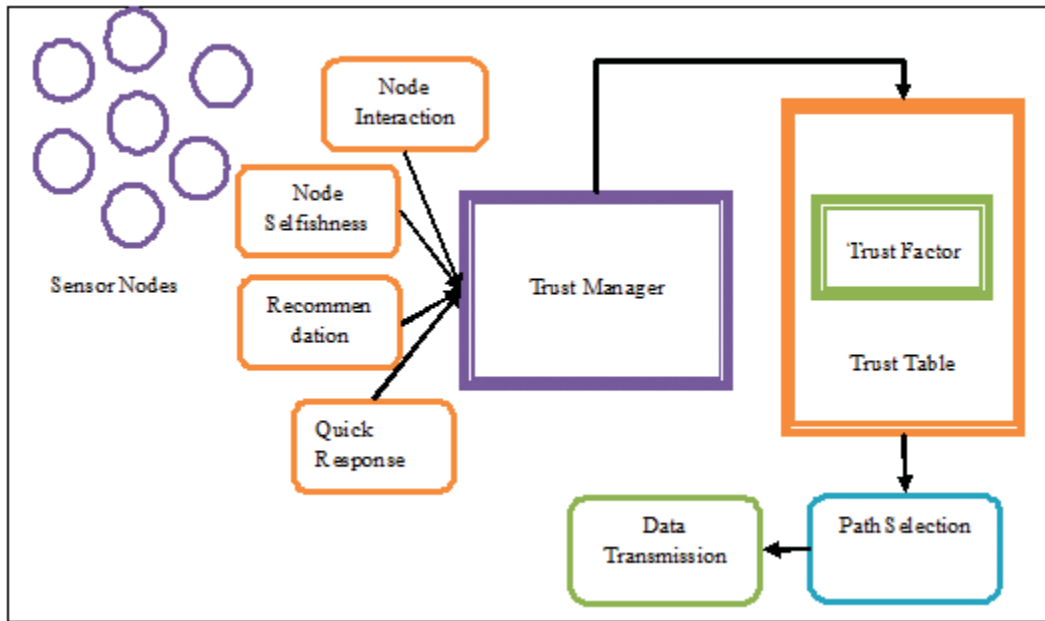 Node
Interaction
Node
Selfishness
Sensor Nodes
Recommen
dation
Quick
Response
Trust Manager
Trust Factor
Trust Table
Path Selection
Data
Transmission